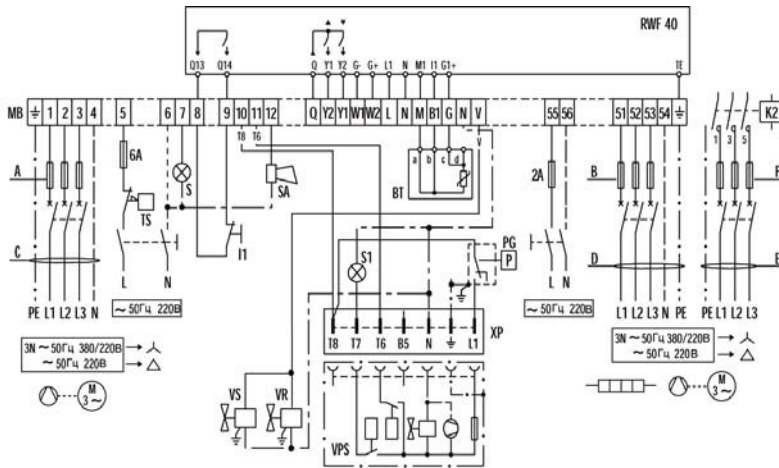 RWF 40
Q13 Q14 Q Y1 Y2 G- G+ L1 N M1 I1 G1+ TE
MB 1 2 3 4 5 6 7 8 9 10 11 12 Q Y2 Y1 W1 W2 L N M B1 G N V 55 56 51 52 53 54 K2
T8 T6 V 1 3 5
6A a b c d 2A
A S SA BT B F
TS
I1 S1 PG P
C L N D E
PE L1 L2 L3 N ~ 50Гц 220В ~ 50Гц 220В L1 L2 L3 N PE PE L1 L2 L3
T8 T7 T6 B5 N L1 XP
3N ~ 50Гц 380/220В
~ 50Гц 220В
3N ~ 50Гц 380/220В
~ 50Гц 220В
M
3 ~
VS VR
VPS
M
3 ~